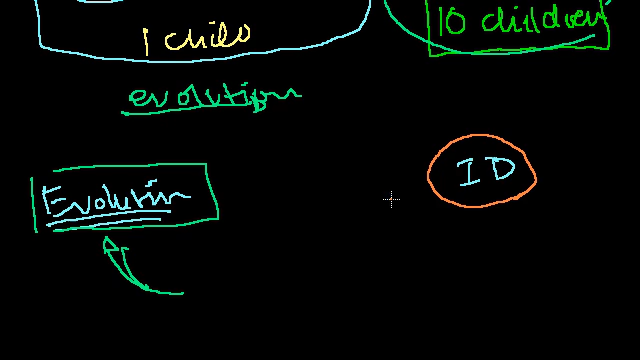 1 child
10 children
evolution
Evolution
ID